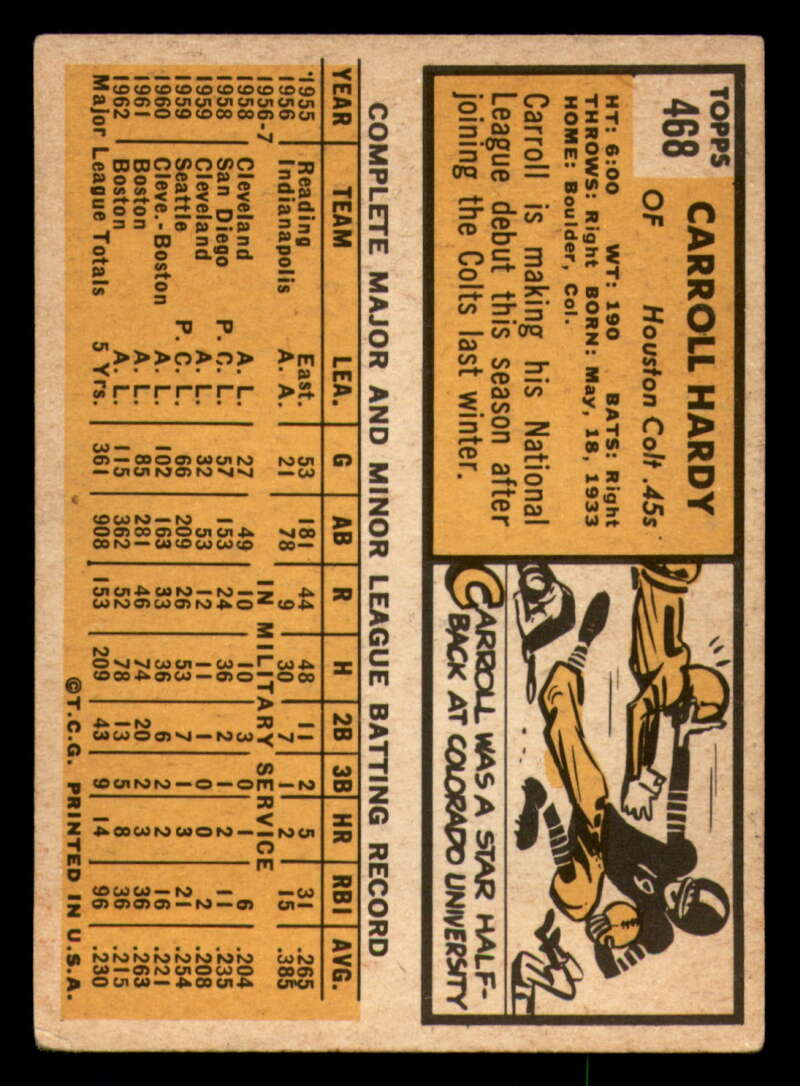 TOPPS
468
CARROLL HARDY
OF Houston Colt .45s
HT: 6:00 WT: 190 BATS: Right
THROWS: Right BORN: May, 18, 1933
HOME: Boulder, Col.
Carroll is making his National
League debut this season after
joining the Colts last winter.
CARROLL WAS A STAR HALF-
BACK AT COLORADO UNIVERSITY
COMPLETE MAJOR AND MINOR LEAGUE BATTING RECORD
YEAR TEAM LEA. G AB R H 2B 3B HR RBI AVG.
1955 Reading East. 53 181 44 48 11 2 5 31 .265
1956 Indianapolis A. A. 21 78 9 30 7 1 2 15 .385
1956-7 IN MILITARY SERVICE
1958 Cleveland A. L. 27 49 10 10 3 0 1 6 .204
1958 San Diego P. C. L. 57 153 24 36 2 1 2 11 .235
1959 Cleveland A. L. 32 53 12 11 1 0 0 2 .208
1959 Seattle P. C. L. 66 209 26 53 7 1 3 21 .254
1960 Cleve.-Boston A. L. 102 163 33 36 6 2 2 16 .221
1961 Boston A. L. 85 281 46 74 20 2 3 36 .263
1962 Boston A. L. 115 362 52 78 13 5 8 36 .215
Major League Totals 5 Yrs. 361 908 153 209 43 9 14 96 .230
©T.C.G. PRINTED IN U.S.A.